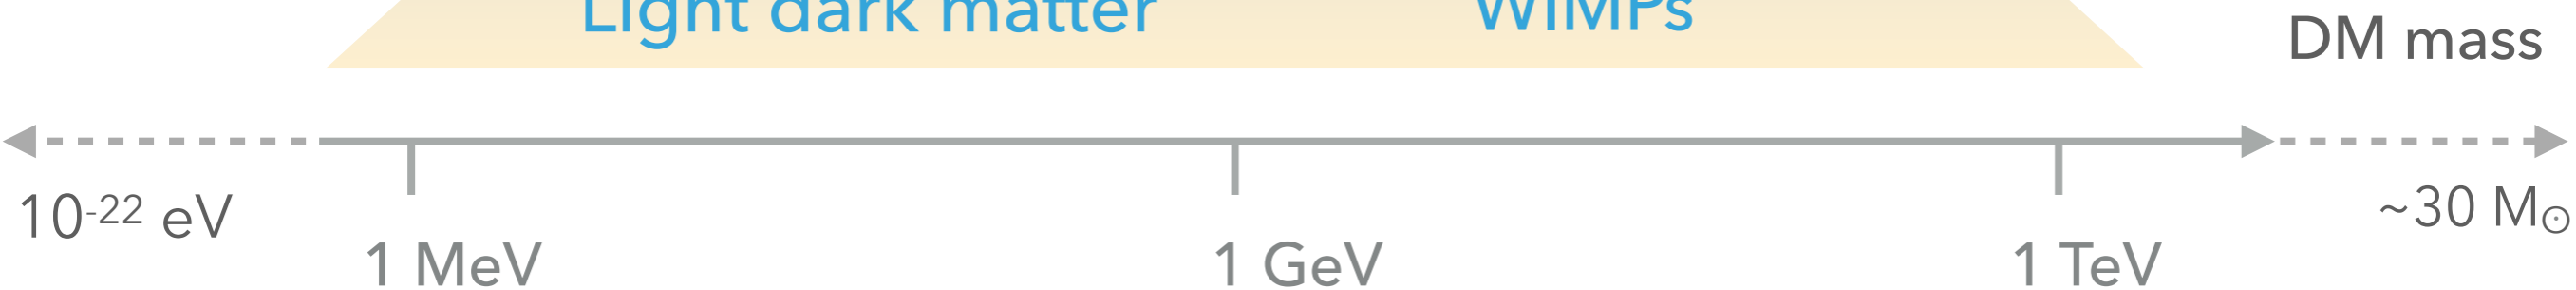 Light dark matter WIMPs
DM mass
10⁻²² eV ~30 M☉
1 MeV 1 GeV 1 TeV